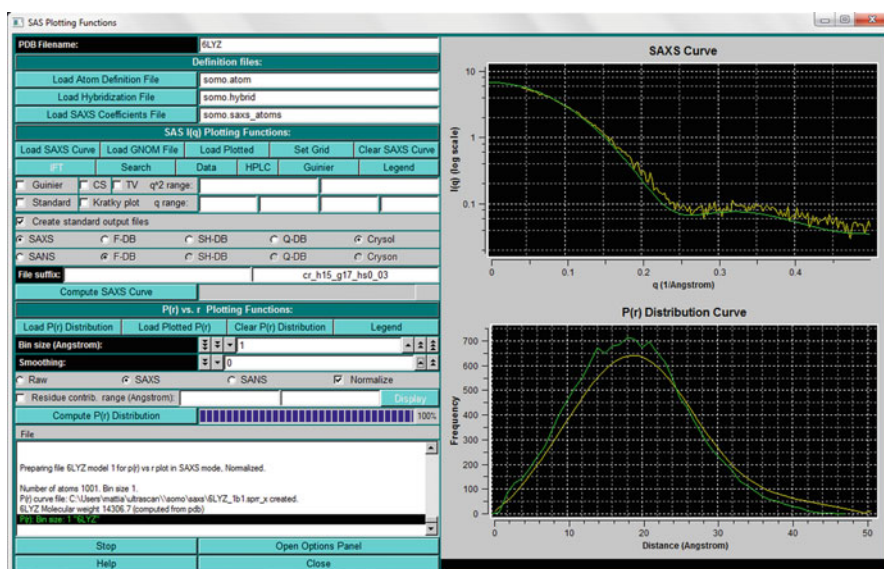 SAS Plotting Functions
PDB Filename: 6LYZ
Definition files:
Load Atom Definition File somo.atom
Load Hybridization File somo.hybrid
Load SAXS Coefficients File somo.saxs_atoms
SAS I(q) Plotting Functions:
Load SAXS Curve Load GNOM File Load Plotted Set Grid Clear SAXS Curve
IFT Search Data HPLC Guinier Legend
Guinier CS TV q^2 range:
Standard Kratky plot q range:
Create standard output files
SAXS F-DB SH-DB Q-DB Crysol
SANS F-DB SH-DB Q-DB Cryson
File suffix: cr_h15_g17_hs0_03
Compute SAXS Curve
P(r) vs. r Plotting Functions:
Load P(r) Distribution Load Plotted P(r) Clear P(r) Distribution Legend
Bin size (Angstrom): 1
Smoothing: 0
Raw SAXS SANS Normalize
Residue contrib. range (Angstrom): Display
Compute P(r) Distribution 100%
File
Preparing file 6LYZ model 1 for p(r) vs r plot in SAXS mode, Normalized.
Number of atoms 1001. Bin size 1.
P(r) curve file: C:\Users\mattia\ultrascan\\somo\saxs\6LYZ_1b1.sprr_x created.
6LYZ Molecular weight 14306.7 (computed from pdb)
P(r): Bin size: 1 "6LYZ"
Stop Open Options Panel
Help Close
SAXS Curve
I(q) (log scale)
10
1
0.1
0 0.1 0.2 0.3 0.4
q (1/Angstrom)
P(r) Distribution Curve
Frequency
700
600
500
400
300
200
100
0
0 10 20 30 40 50
Distance (Angstrom)